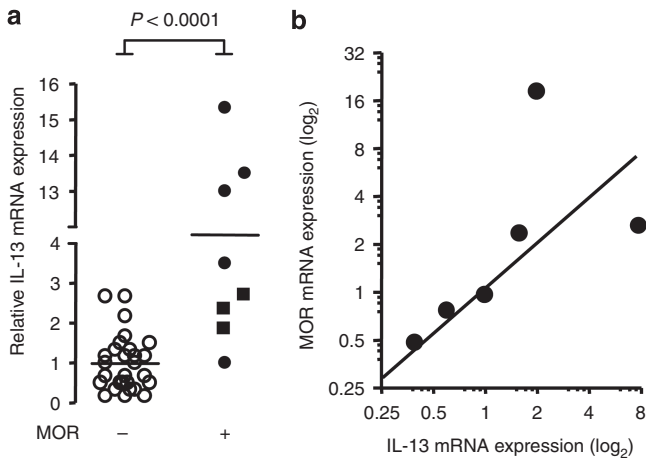 a
P < 0.0001
Relative IL-13 mRNA expression
16
15
14
13
4
3
2
1
0
MOR – +
b
MOR mRNA expression (log2)
32
16
8
4
2
1
0.5
0.25
0.25 0.5 1 2 4 8
IL-13 mRNA expression (log2)